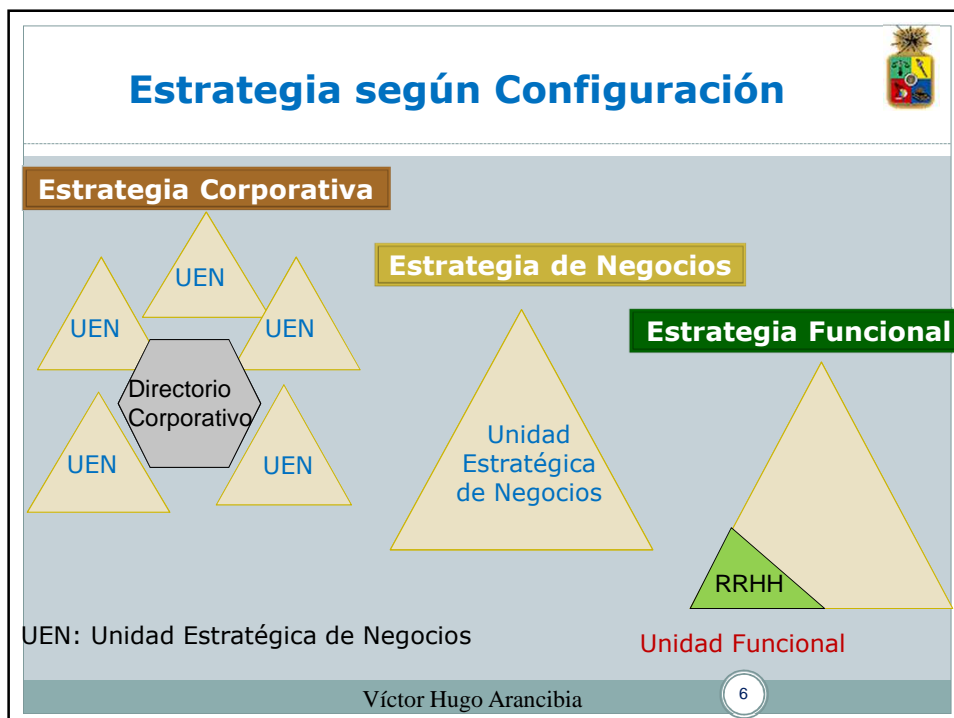 Estrategia según Configuración
Estrategia Corporativa
UEN
UEN
UEN
Directorio
Corporativo
UEN
UEN
Estrategia de Negocios
Unidad
Estratégica
de Negocios
Estrategia Funcional
RRHH
UEN: Unidad Estratégica de Negocios
Unidad Funcional
Víctor Hugo Arancibia
6